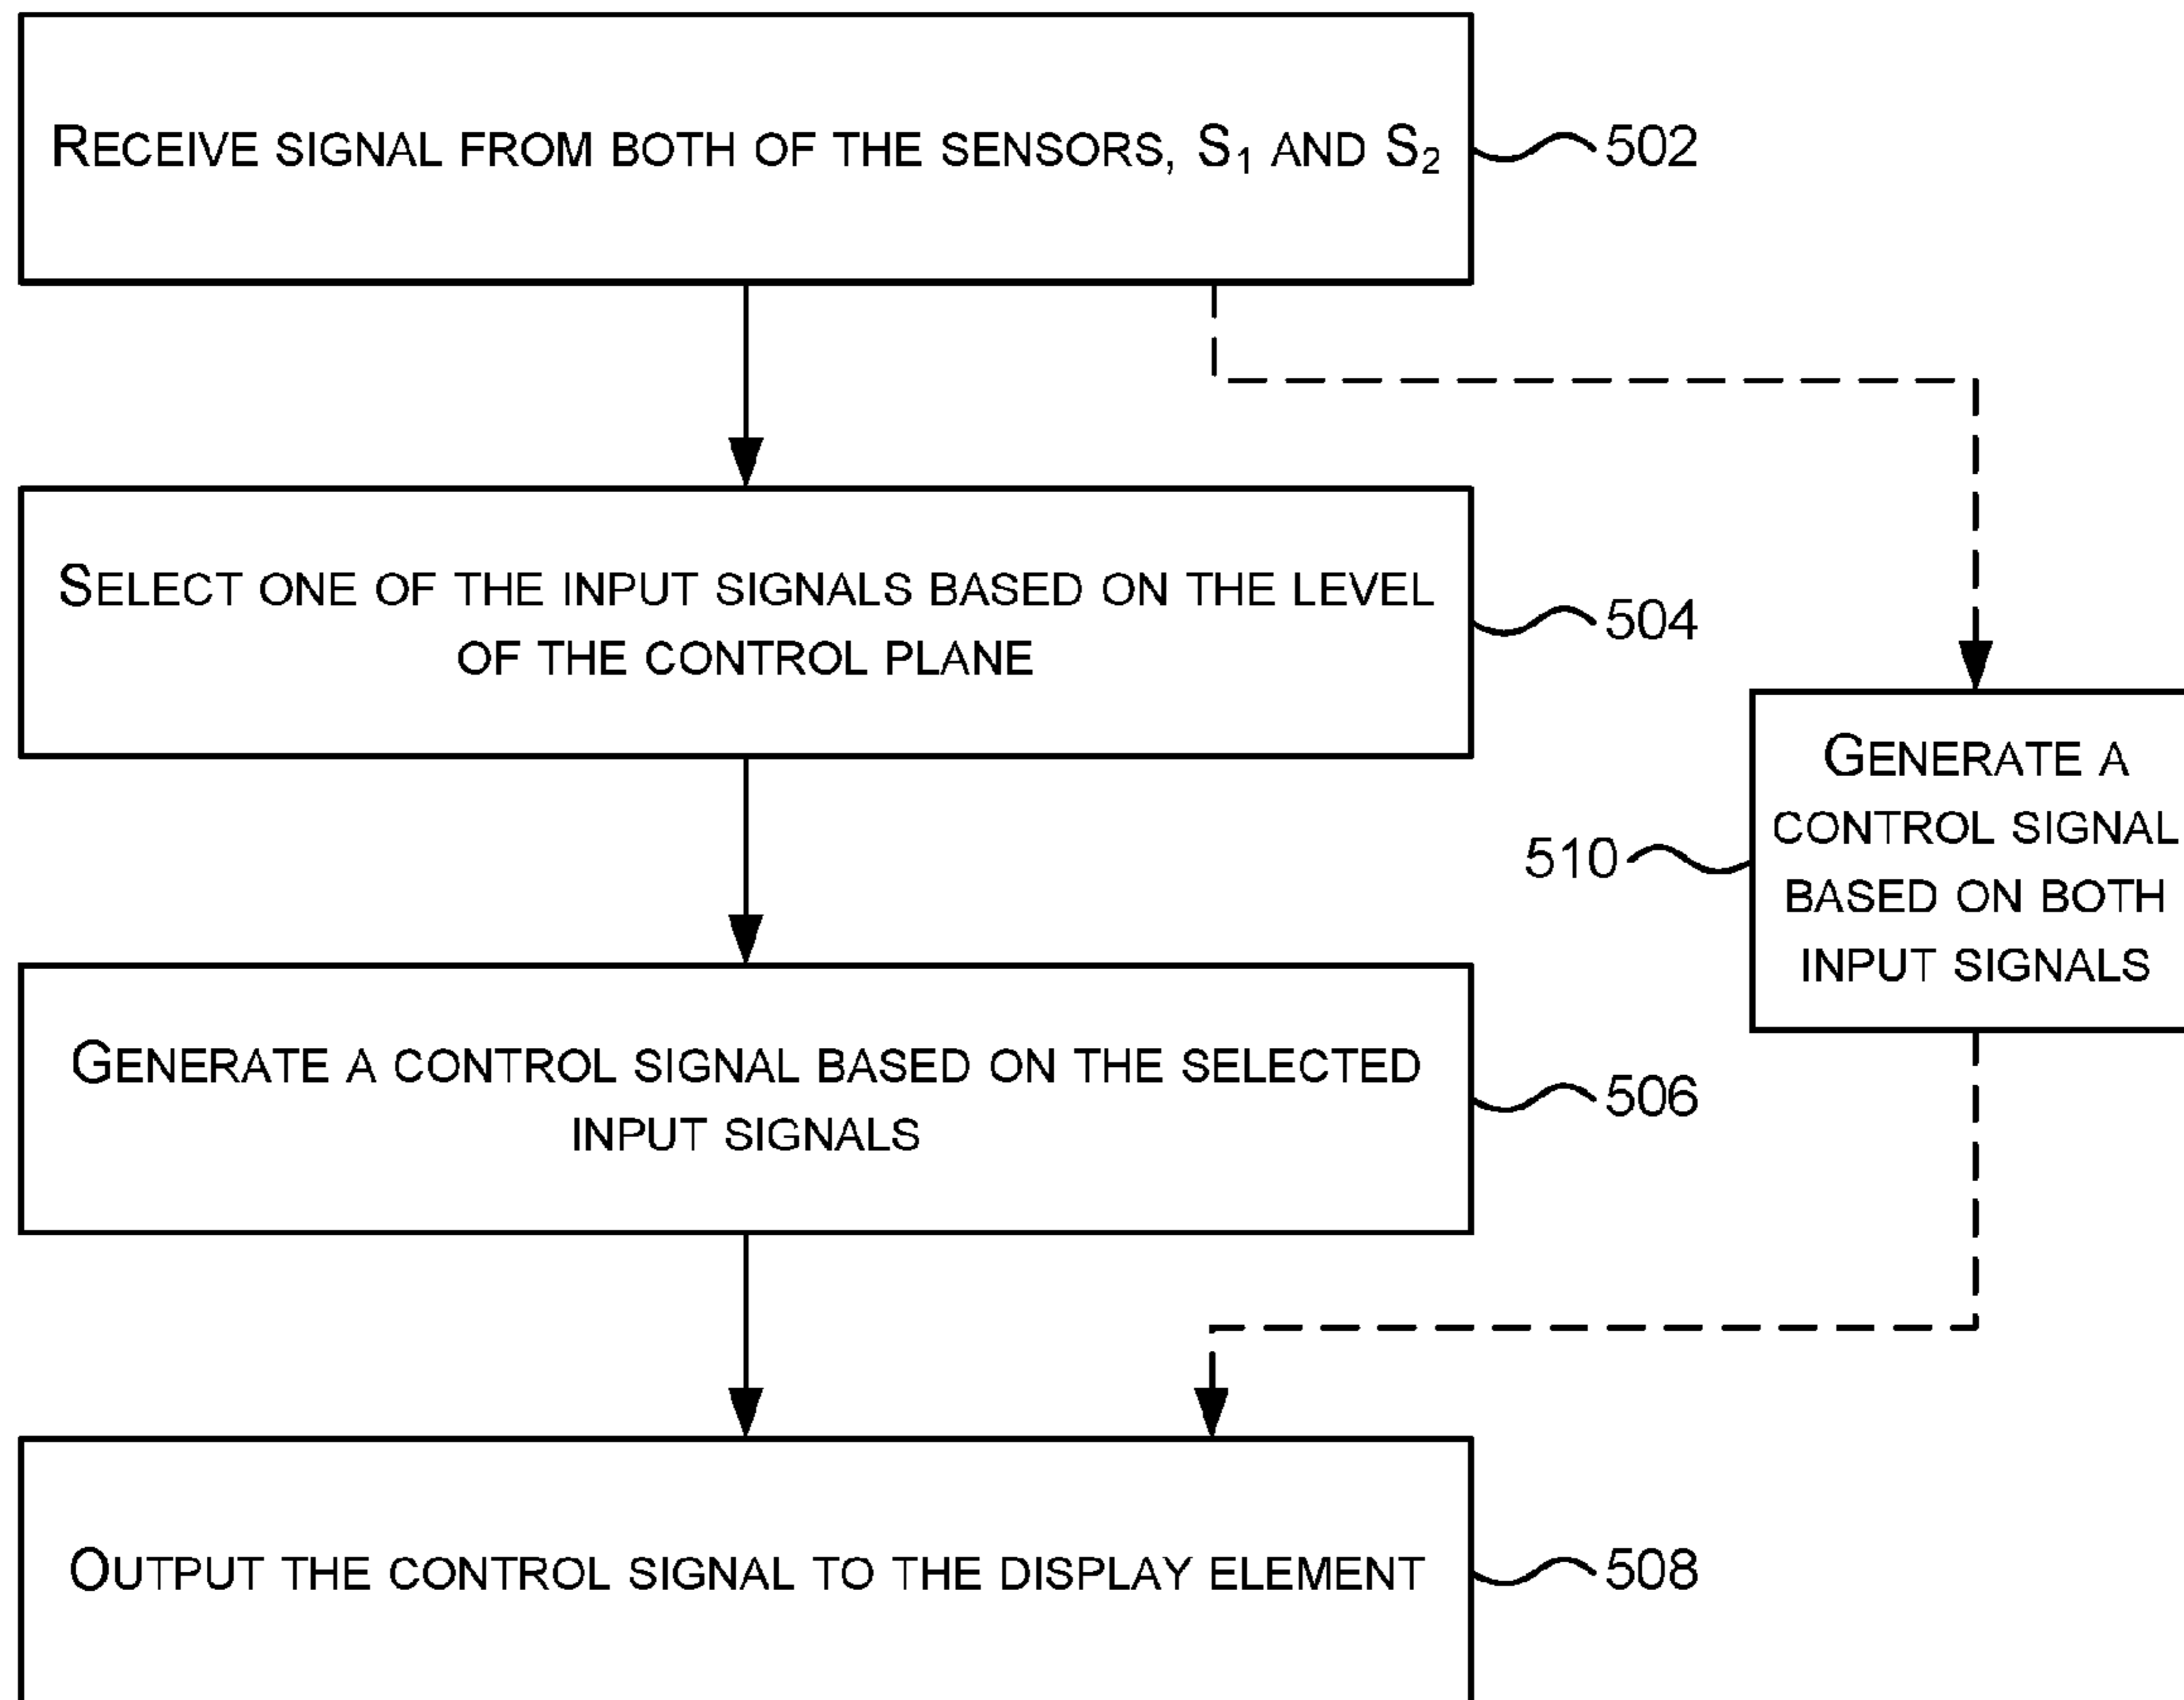 RECEIVE SIGNAL FROM BOTH OF THE SENSORS, S1 AND S2
502
SELECT ONE OF THE INPUT SIGNALS BASED ON THE LEVEL
OF THE CONTROL PLANE
504
GENERATE A
CONTROL SIGNAL
BASED ON BOTH
INPUT SIGNALS
510
GENERATE A CONTROL SIGNAL BASED ON THE SELECTED
INPUT SIGNALS
506
OUTPUT THE CONTROL SIGNAL TO THE DISPLAY ELEMENT
508